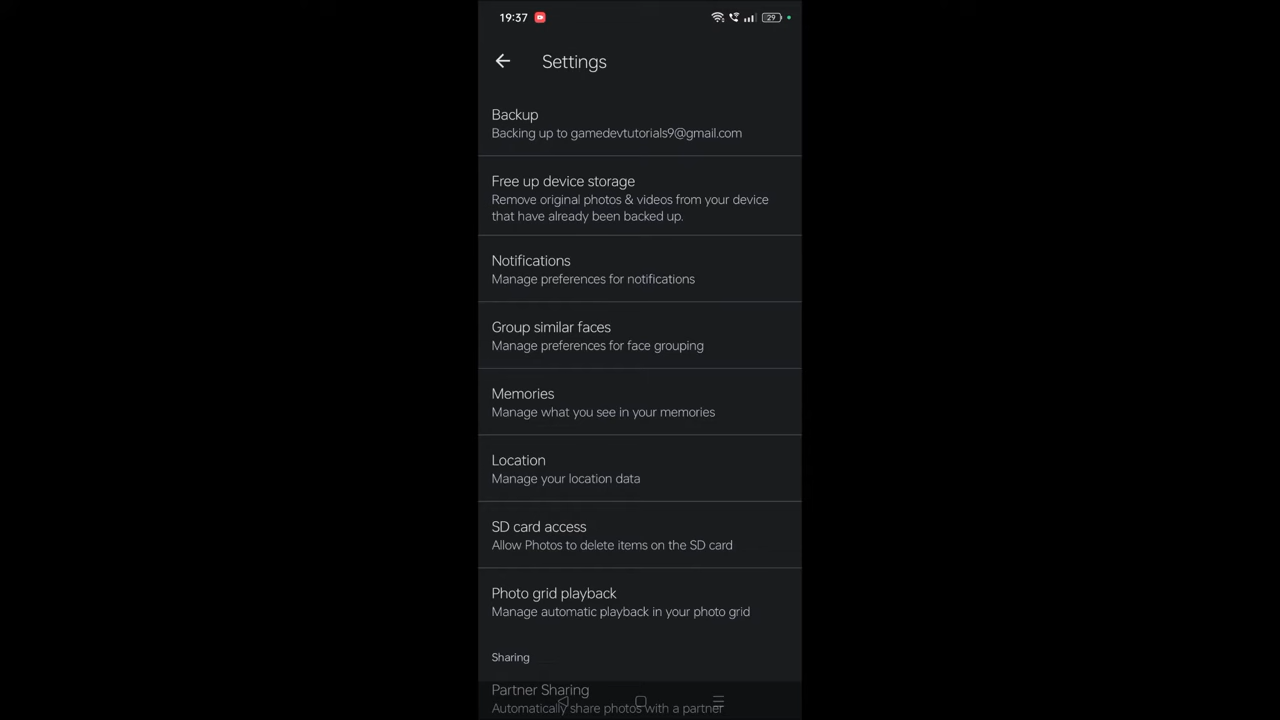 19:37
29
Settings
Backup
Backing up to gamedevtutorials9@gmail.com
Free up device storage
Remove original photos & videos from your device
that have already been backed up.
Notifications
Manage preferences for notifications
Group similar faces
Manage preferences for face grouping
Memories
Manage what you see in your memories
Location
Manage your location data
SD card access
Allow Photos to delete items on the SD card
Photo grid playback
Manage automatic playback in your photo grid
Sharing
Partner Sharing
Automatically share photos with a partner